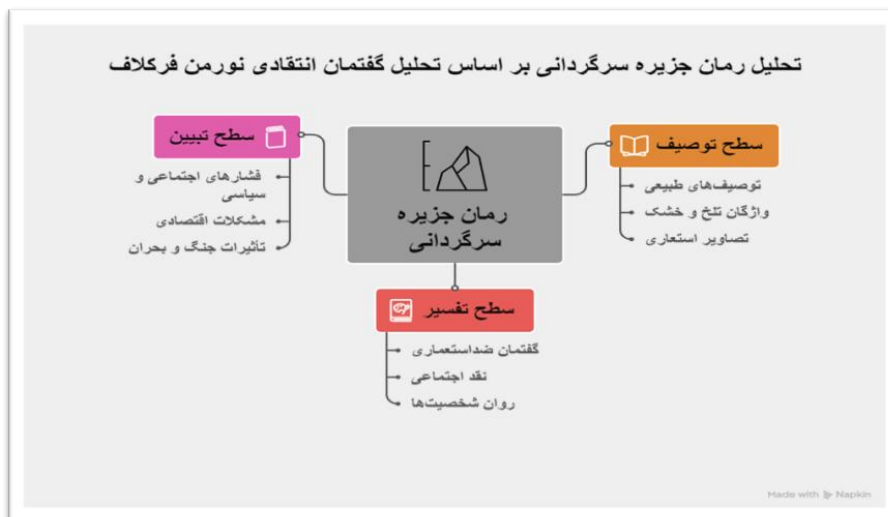 تحلیل رمان جزیره سرگردانی بر اساس تحلیل گفتمان انتقادی نورمن فرکلاف
سطح توصیف
توصیف‌های طبیعی
واژگان تلخ و خشک
تصاویر استعاری
رمان جزیره
سرگردانی
سطح تبیین
فشارهای اجتماعی و
سیاسی
مشکلات اقتصادی
تأثیرات جنگ و بحران
سطح تفسیر
گفتمان ضداستعماری
نقد اجتماعی
روان شخصیت‌ها
Made with Napkin